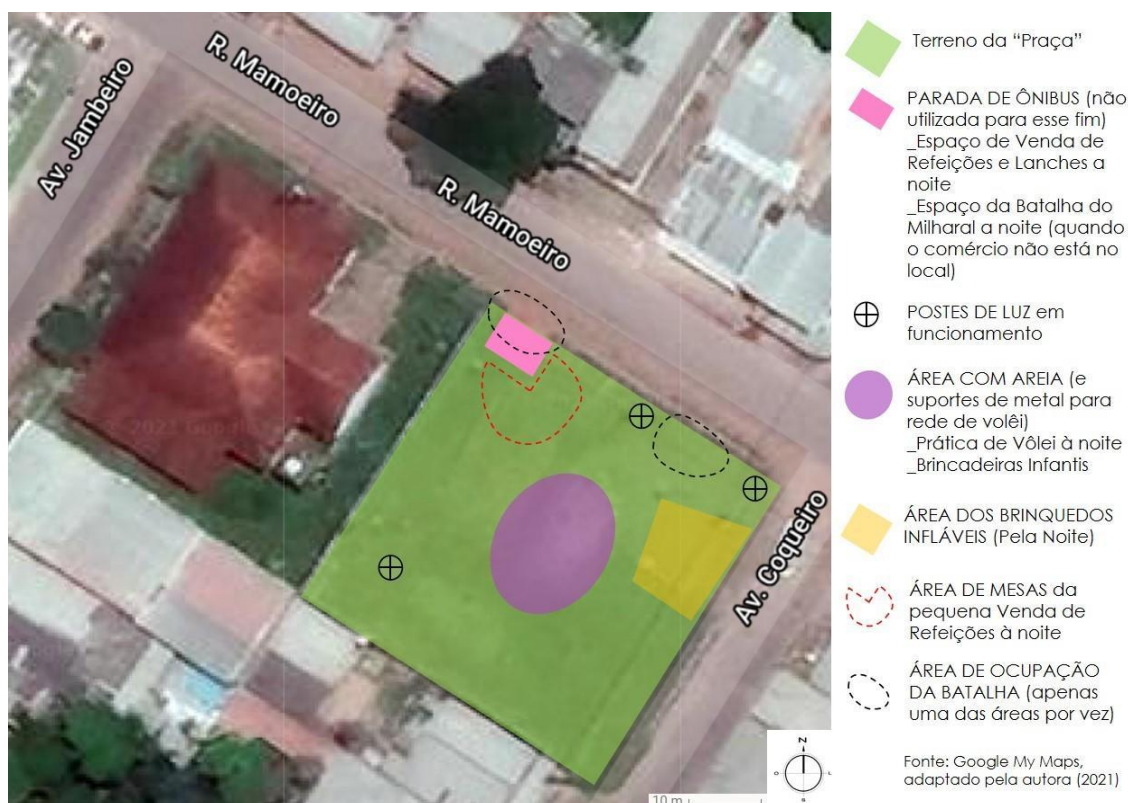 R. Mamoeiro
Av. Jambeiro
R. Mamoeiro
Av. Coqueiro
N
10 m
Terreno da “Praça”
PARADA DE ÔNIBUS (não
utilizada para esse fim)
_Espaço de Venda de
Refeições e Lanches a
noite
_Espaço da Batalha do
Milharal a noite (quando
o comércio não está no
local)
POSTES DE LUZ em
funcionamento
ÁREA COM AREIA (e
suportes de metal para
rede de volêi)
_Prática de Vôlei à noite
_Brincadeiras Infantis
ÁREA DOS BRINQUEDOS
INFLÁVEIS (Pela Noite)
ÁREA DE MESAS da
pequena Venda de
Refeições à noite
ÁREA DE OCUPAÇÃO
DA BATALHA (apenas
uma das áreas por vez)
Fonte: Google My Maps,
adaptado pela autora (2021)